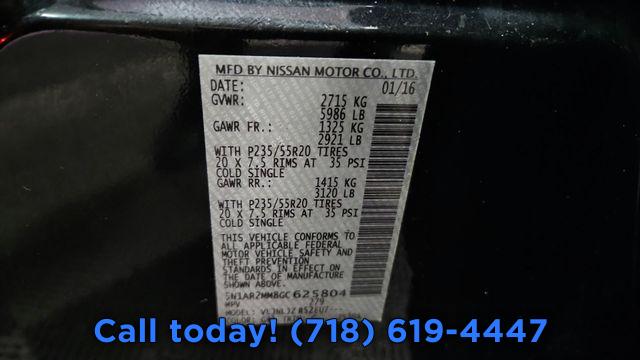 MFD BY NISSAN MOTOR CO., LTD.
DATE: 01/16
GVWR: 2715 KG
5986 LB
GAWR FR.: 1325 KG
2921 LB
WITH P235/55R20 TIRES
20 X 7.5 RIMS AT 35 PSI
COLD SINGLE
GAWR RR.: 1415 KG
3120 LB
WITH P235/55R20 TIRES
20 X 7.5 RIMS AT 35 PSI
COLD SINGLE
THIS VEHICLE CONFORMS TO
ALL APPLICABLE FEDERAL
MOTOR VEHICLE SAFETY AND
THEFT PREVENTION
STANDARDS IN EFFECT ON
THE DATE OF MANUFACTURE
SHOWN ABOVE.
5N1AR2MM8GC625804
MPV 279
MODEL:
COLOR:
Call today! (718) 619-4447